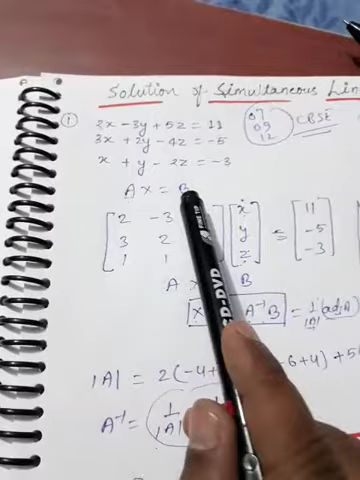 Solution of Simultaneous Lin
① 2x - 3y + 5z = 11
3x + 2y - 4z = -5
x + y - 2z = -3
07
09
12
CBSE
A X = B
2 -3 x 11
3 2 y = -5
1 1 z -3
A X B
X A⁻¹B = 1/|A| (adj A)
|A| = 2(-4+ -6+4) + 5(
A⁻¹ = 1/|A|
CD-DVD